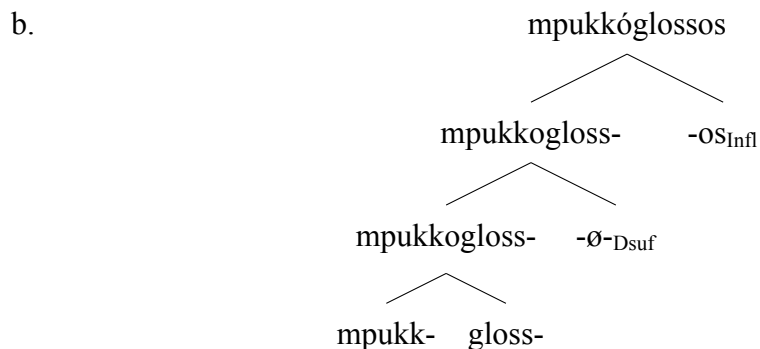 b. mpukkóglossos
mpukkogloss- -osInfl
mpukkogloss- -ø-Dsuf
mpukk- gloss-